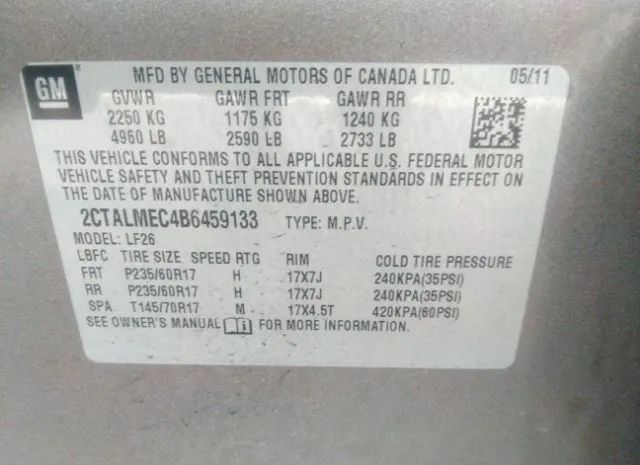 GM
MFD BY GENERAL MOTORS OF CANADA LTD. 05/11
GVWR GAWR FRT GAWR RR
2250 KG 1175 KG 1240 KG
4960 LB 2590 LB 2733 LB
THIS VEHICLE CONFORMS TO ALL APPLICABLE U.S. FEDERAL MOTOR
VEHICLE SAFETY AND THEFT PREVENTION STANDARDS IN EFFECT ON
THE DATE OF MANUFACTURE SHOWN ABOVE.
2CTALMEC4B6459133 TYPE: M.P.V.
MODEL: LF26
LBFC TIRE SIZE SPEED RTG RIM COLD TIRE PRESSURE
FRT P235/60R17 H 17X7J 240KPA(35PSI)
RR P235/60R17 H 17X7J 240KPA(35PSI)
SPA T145/70R17 M 17X4.5T 420KPA(60PSI)
SEE OWNER'S MANUAL FOR MORE INFORMATION.